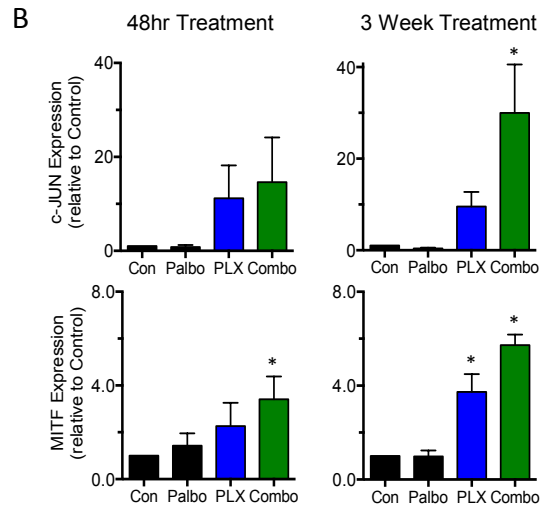 B
48hr Treatment
3 Week Treatment
c-JUN Expression
(relative to Control)
40
20
0
Con Palbo PLX Combo
40
20
0
*
Con Palbo PLX Combo
MITF Expression
(relative to Control)
8.0
4.0
0.0
*
Con Palbo PLX Combo
8.0
4.0
0.0
*
*
Con Palbo PLX Combo